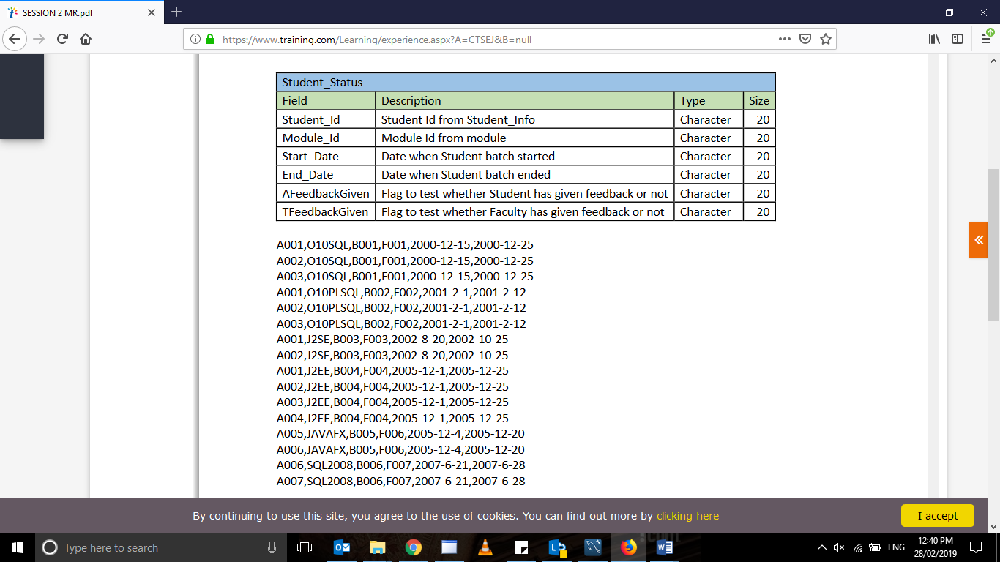 SESSION 2 MR.pdf
https://www.training.com/Learning/experience.aspx?A=CTSEJ&B=null
Student_Status
Field Description Type Size
Student_Id Student Id from Student_Info Character 20
Module_Id Module Id from module Character 20
Start_Date Date when Student batch started Character 20
End_Date Date when Student batch ended Character 20
AFeedbackGiven Flag to test whether Student has given feedback or not Character 20
TFeedbackGiven Flag to test whether Faculty has given feedback or not Character 20
A001,O10SQL,B001,F001,2000-12-15,2000-12-25
A002,O10SQL,B001,F001,2000-12-15,2000-12-25
A003,O10SQL,B001,F001,2000-12-15,2000-12-25
A001,O10PLSQL,B002,F002,2001-2-1,2001-2-12
A002,O10PLSQL,B002,F002,2001-2-1,2001-2-12
A003,O10PLSQL,B002,F002,2001-2-1,2001-2-12
A001,J2SE,B003,F003,2002-8-20,2002-10-25
A002,J2SE,B003,F003,2002-8-20,2002-10-25
A001,J2EE,B004,F004,2005-12-1,2005-12-25
A002,J2EE,B004,F004,2005-12-1,2005-12-25
A003,J2EE,B004,F004,2005-12-1,2005-12-25
A004,J2EE,B004,F004,2005-12-1,2005-12-25
A005,JAVAFX,B005,F006,2005-12-4,2005-12-20
A006,JAVAFX,B005,F006,2005-12-4,2005-12-20
A006,SQL2008,B006,F007,2007-6-21,2007-6-28
A007,SQL2008,B006,F007,2007-6-21,2007-6-28
By continuing to use this site, you agree to the use of cookies. You can find out more by clicking here I accept
Type here to search
ENG
12:40 PM
28/02/2019